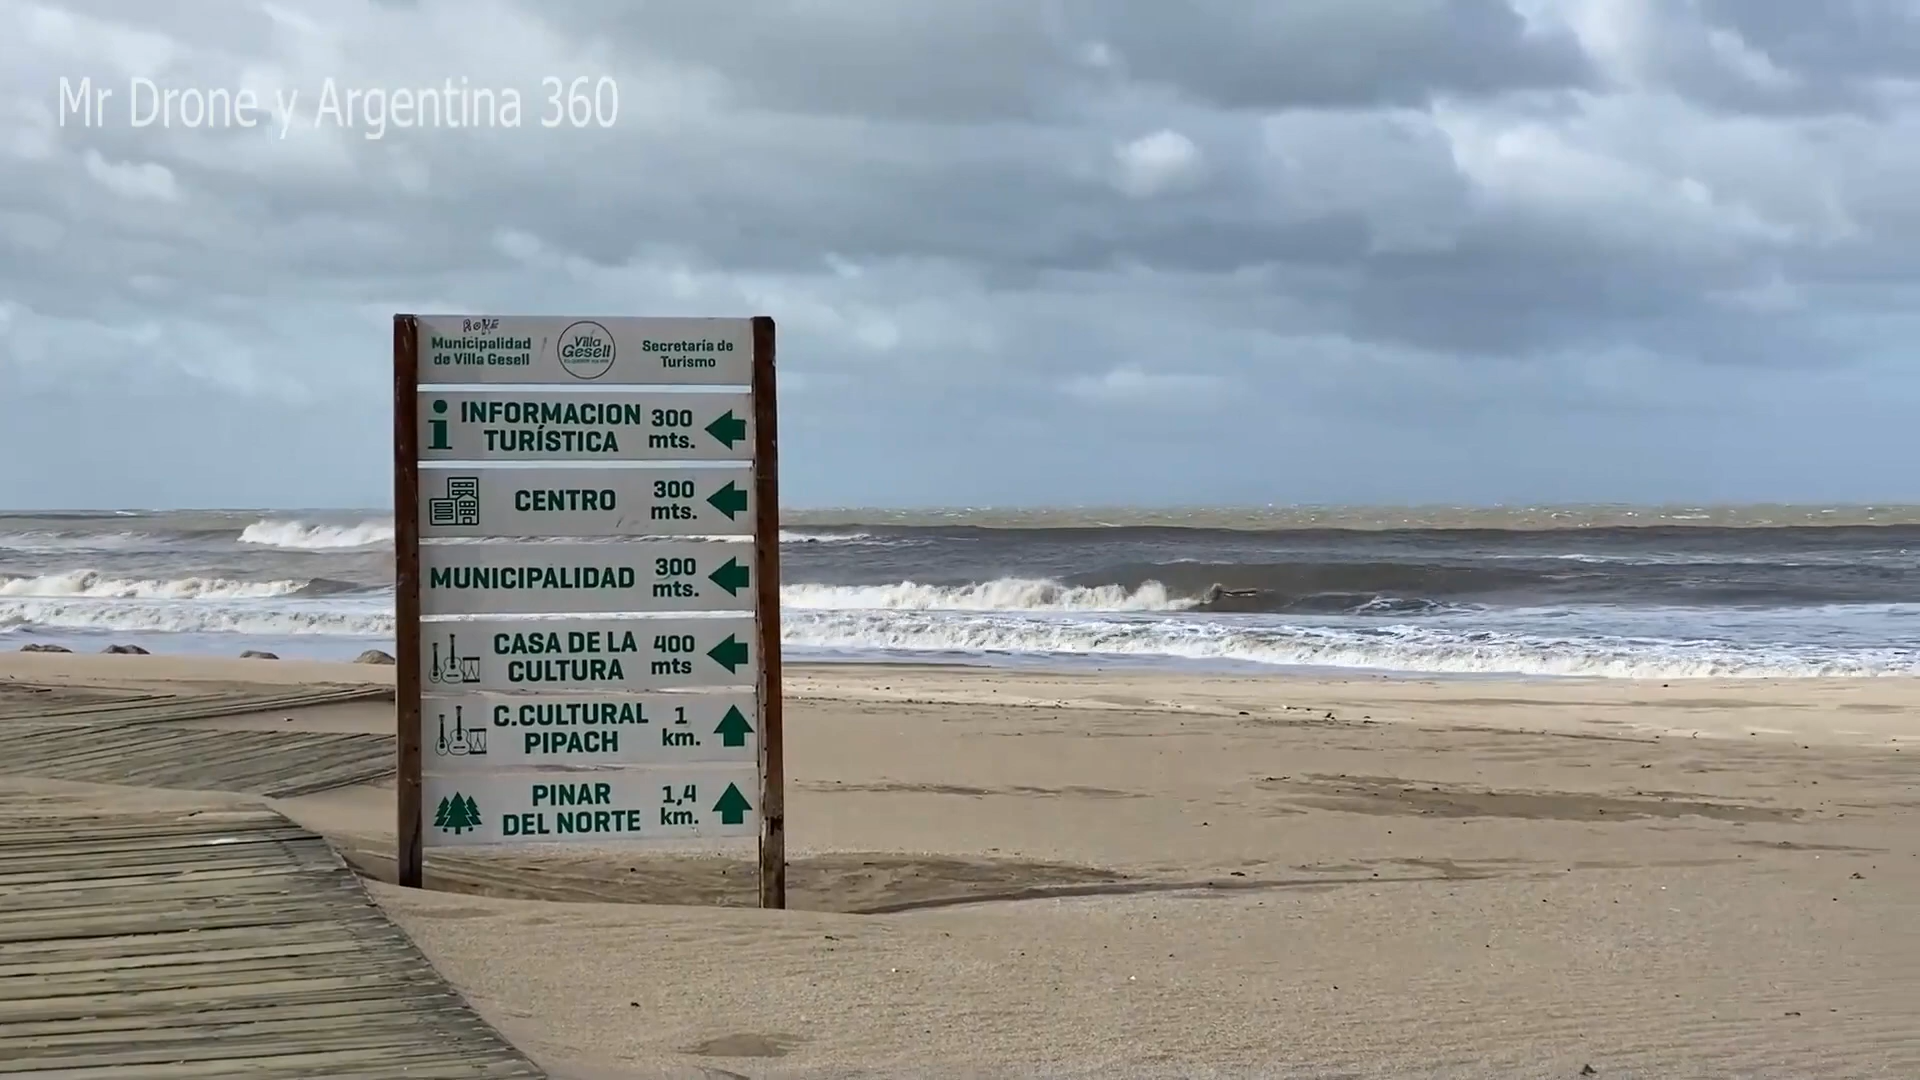 Mr Drone y Argentina 360
ROKE
Municipalidad
de Villa Gesell
Villa
Gesell
Secretaría de
Turismo
INFORMACION
TURÍSTICA
300
mts.
CENTRO
300
mts.
MUNICIPALIDAD
300
mts.
CASA DE LA
CULTURA
400
mts
C.CULTURAL
PIPACH
1
km.
PINAR
DEL NORTE
1,4
km.